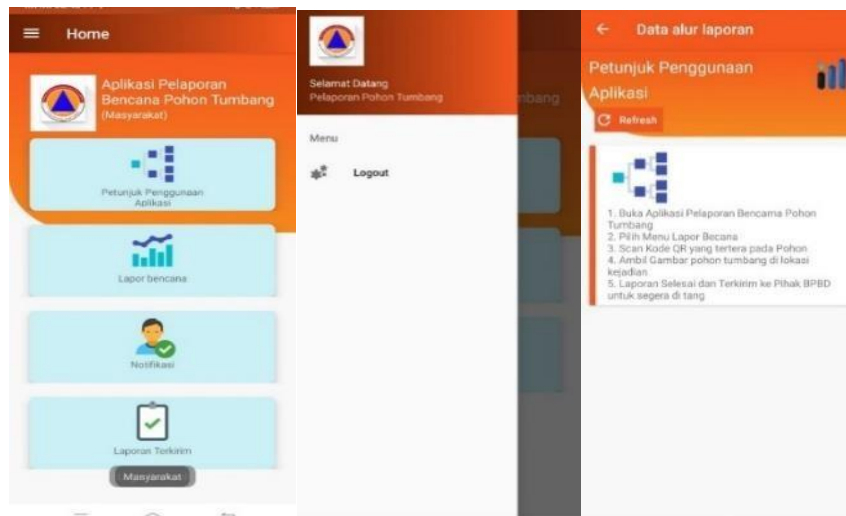 Home
Aplikasi Pelaporan
Bencana Pohon Tumbang
(Masyarakat)
Petunjuk Penggunaan
Aplikasi
Lapor bencana
Notifikasi
Laporan Terkirim
Masyarakat
Selamat Datang
Pelaporan Pohon Tumbang
mbang
Menu
Logout
Data alur laporan
Petunjuk Penggunaan
Aplikasi
Refresh
1. Buka Aplikasi Pelaporan Bencama Pohon
Tumbang
2. Pilih Menu Lapor Becana
3. Scan Kode QR yang tertera pada Pohon
4. Ambil Gambar pohon tumbang di lokasi
kejadian
5. Laporan Selesai dan Terkirim ke Pihak BPBD
untuk segera di tang